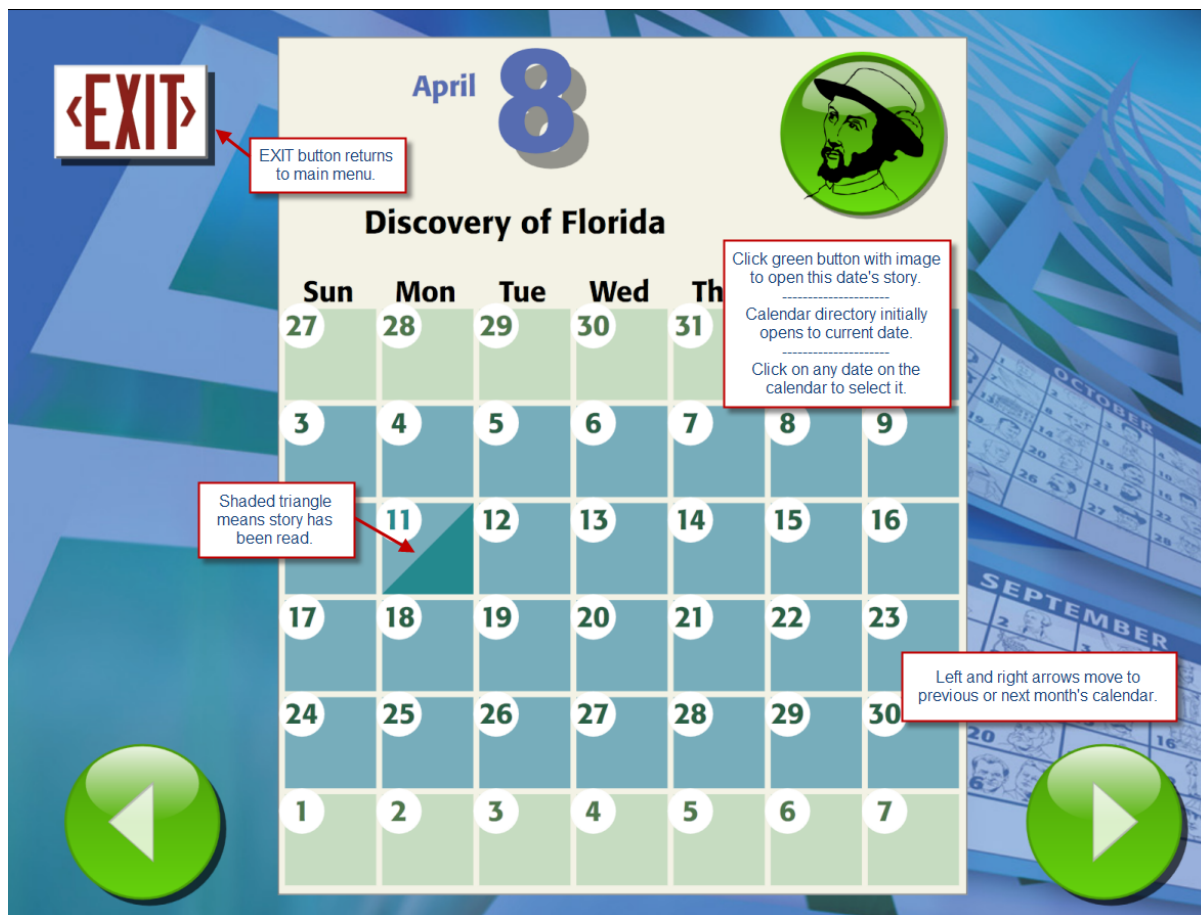 <EXIT>
April 8
EXIT button returns
to main menu.
Discovery of Florida
Click green button with image
to open this date's story.
---------------------
Calendar directory initially
opens to current date.
---------------------
Click on any date on the
calendar to select it.
Sun Mon Tue Wed Th
27 28 29 30 31
3 4 5 6 7 8 9
Shaded triangle
means story has
been read.
11 12 13 14 15 16
17 18 19 20 21 22 23
Left and right arrows move to
previous or next month's calendar.
24 25 26 27 28 29 30
1 2 3 4 5 6 7
OCTOBER
SEPTEMBER